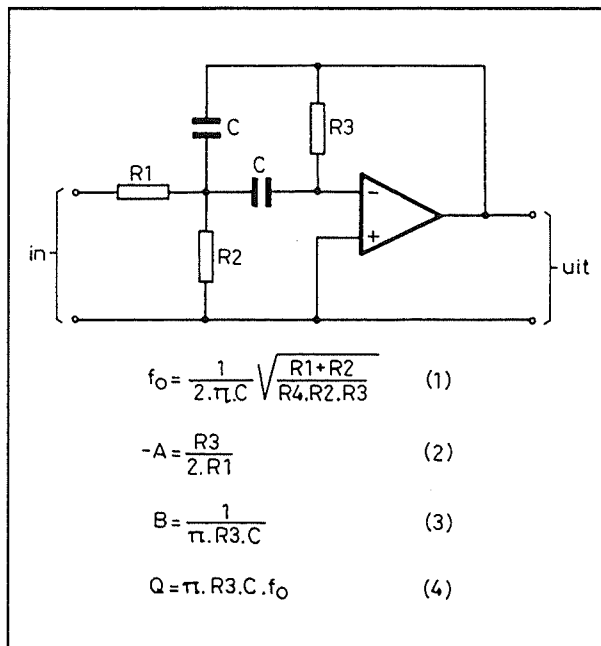 C
R3
C
R1
R2
in
-
+
uit
f₀ = 1 / 2.π.C √ R1+R2 / R4.R2.R3 (1)
-A = R3 / 2.R1 (2)
B = 1 / π.R3.C (3)
Q = π.R3.C.f₀ (4)